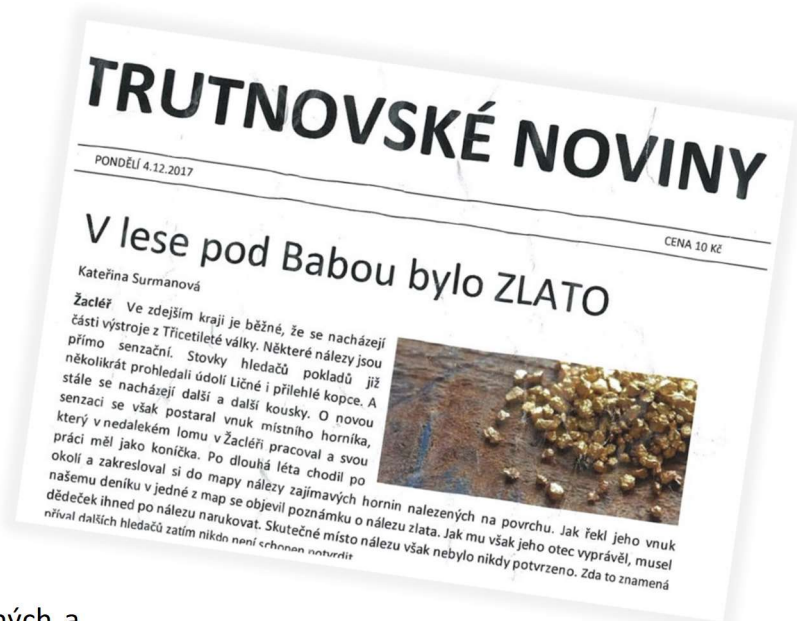 TRUTNOVSKÉ NOVINY
PONDĚLÍ 4.12.2017
CENA 10 Kč
V lese pod Babou bylo ZLATO
Kateřina Surmanová
Žacléř Ve zdejším kraji je běžné, že se nacházejí
části výstroje z Třicetileté války. Některé nálezy jsou
přímo senzační. Stovky hledačů pokladů již
několikrát prohledali údolí Ličné i přilehlé kopce. A
stále se nacházejí další a další kousky. O novou
senzaci se však postaral vnuk místního horníka,
který v nedalekém lomu v Žacléři pracoval a svou
práci měl jako koníčka. Po dlouhá léta chodil po
okolí a zakresloval si do mapy nálezy zajímavých hornin nalezených na povrchu. Jak řekl jeho vnuk
našemu deníku v jedné z map se objevil poznámku o nálezu zlata. Jak mu však jeho otec vyprávěl, musel
dědeček ihned po nálezu narukovat. Skutečné místo nálezu však nebylo nikdy potvrzeno. Zda to znamená
příval dalších hledačů zatím nikdo není schopen potvrdit
ných a